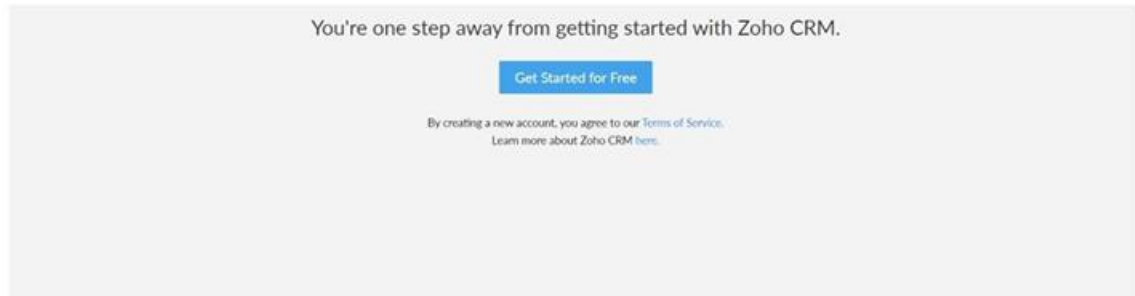 You're one step away from getting started with Zoho CRM.
Get Started for Free
By creating a new account, you agree to our Terms of Service.
Learn more about Zoho CRM here.